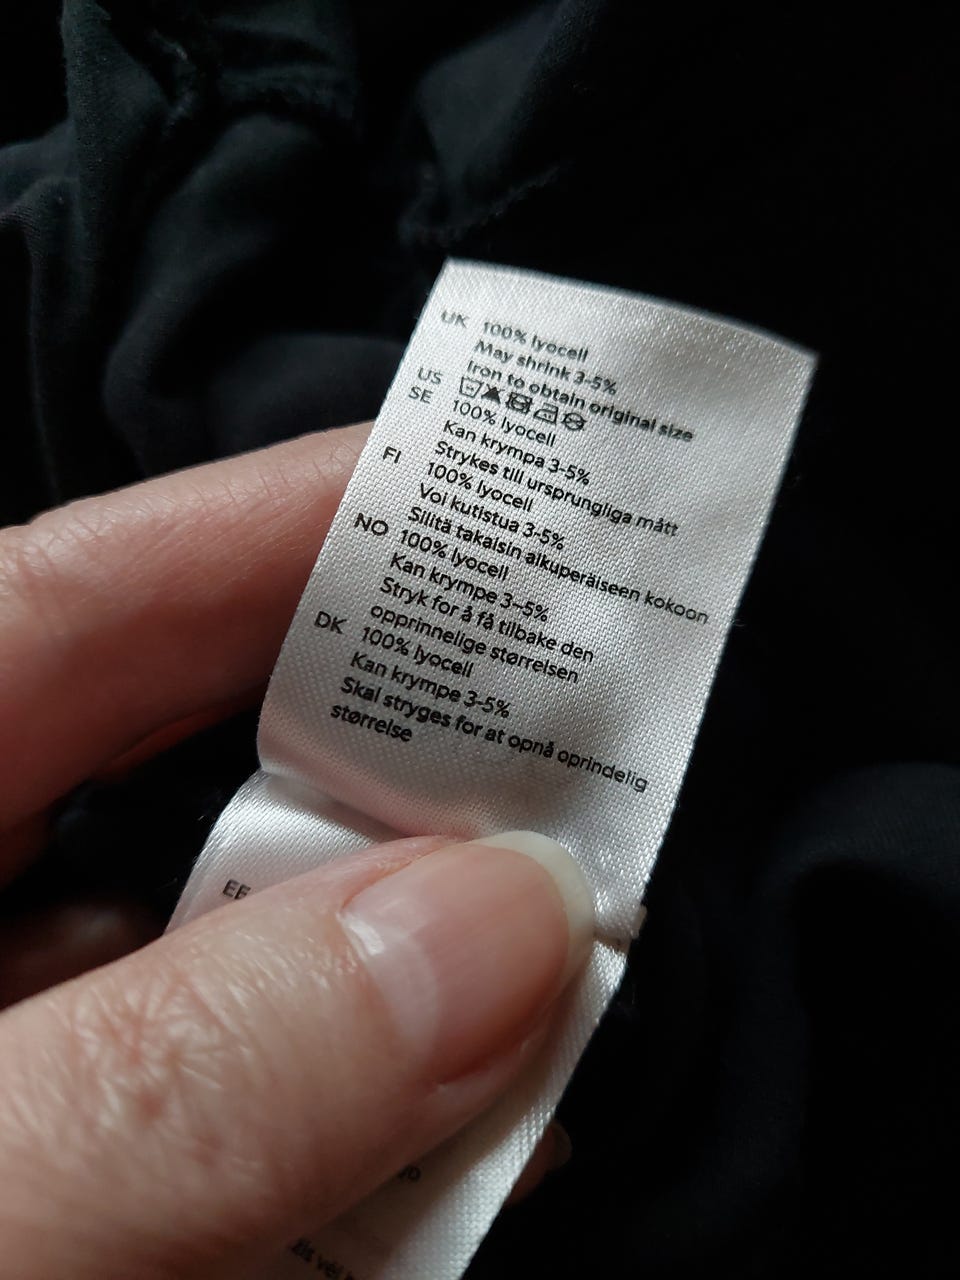 UK 100% lyocell
May shrink 3-5%
Iron to obtain original size
US
SE 100% lyocell
Kan krympa 3-5%
Strykes till ursprungliga mått
FI 100% lyocell
Voi kutistua 3-5%
Silitä takaisin alkuperäiseen kokoon
NO 100% lyocell
Kan krympe 3-5%
Stryk for å få tilbake den
opprinnelige størrelsen
DK 100% lyocell
Kan krympe 3-5%
Skal stryges for at opnå oprindelig
størrelse
EE